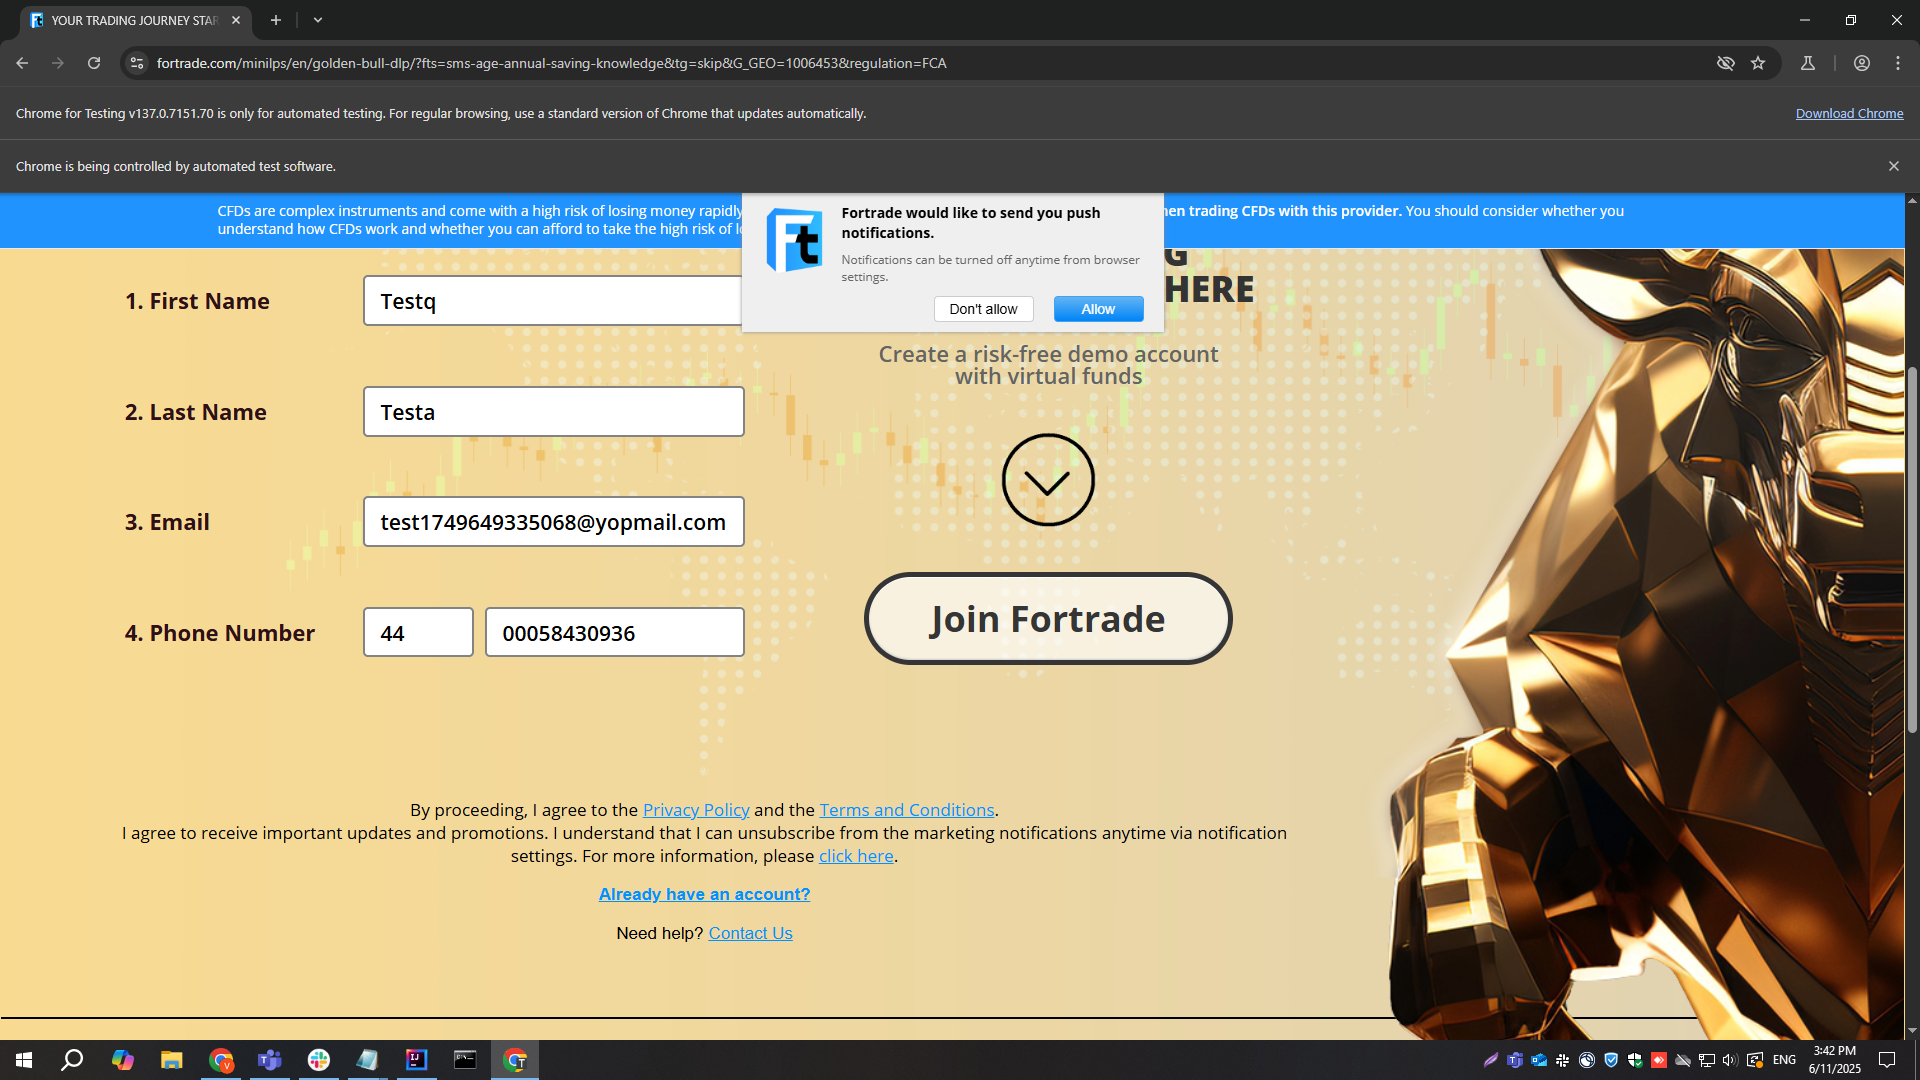 YOUR TRADING JOURNEY STAR
fortrade.com/minilps/en/golden-bull-dlp/?fts=sms-age-annual-saving-knowledge&tg=skip&G_GEO=1006453&regulation=FCA
Chrome for Testing v137.0.7151.70 is only for automated testing. For regular browsing, use a standard version of Chrome that updates automatically.
Download Chrome
Chrome is being controlled by automated test software.
CFDs are complex instruments and come with a high risk of losing money rapidly
hen trading CFDs with this provider. You should consider whether you
understand how CFDs work and whether you can afford to take the high risk of l
Ft
Fortrade would like to send you push
notifications.
Notifications can be turned off anytime from browser
settings.
Don't allow
Allow
G
HERE
1. First Name
Testq
Create a risk-free demo account
with virtual funds
2. Last Name
Testa
3. Email
test1749649335068@yopmail.com
4. Phone Number
44
00058430936
Join Fortrade
By proceeding, I agree to the Privacy Policy and the Terms and Conditions.
I agree to receive important updates and promotions. I understand that I can unsubscribe from the marketing notifications anytime via notification
settings. For more information, please click here.
Already have an account?
Need help? Contact Us
ENG
3:42 PM
6/11/2025